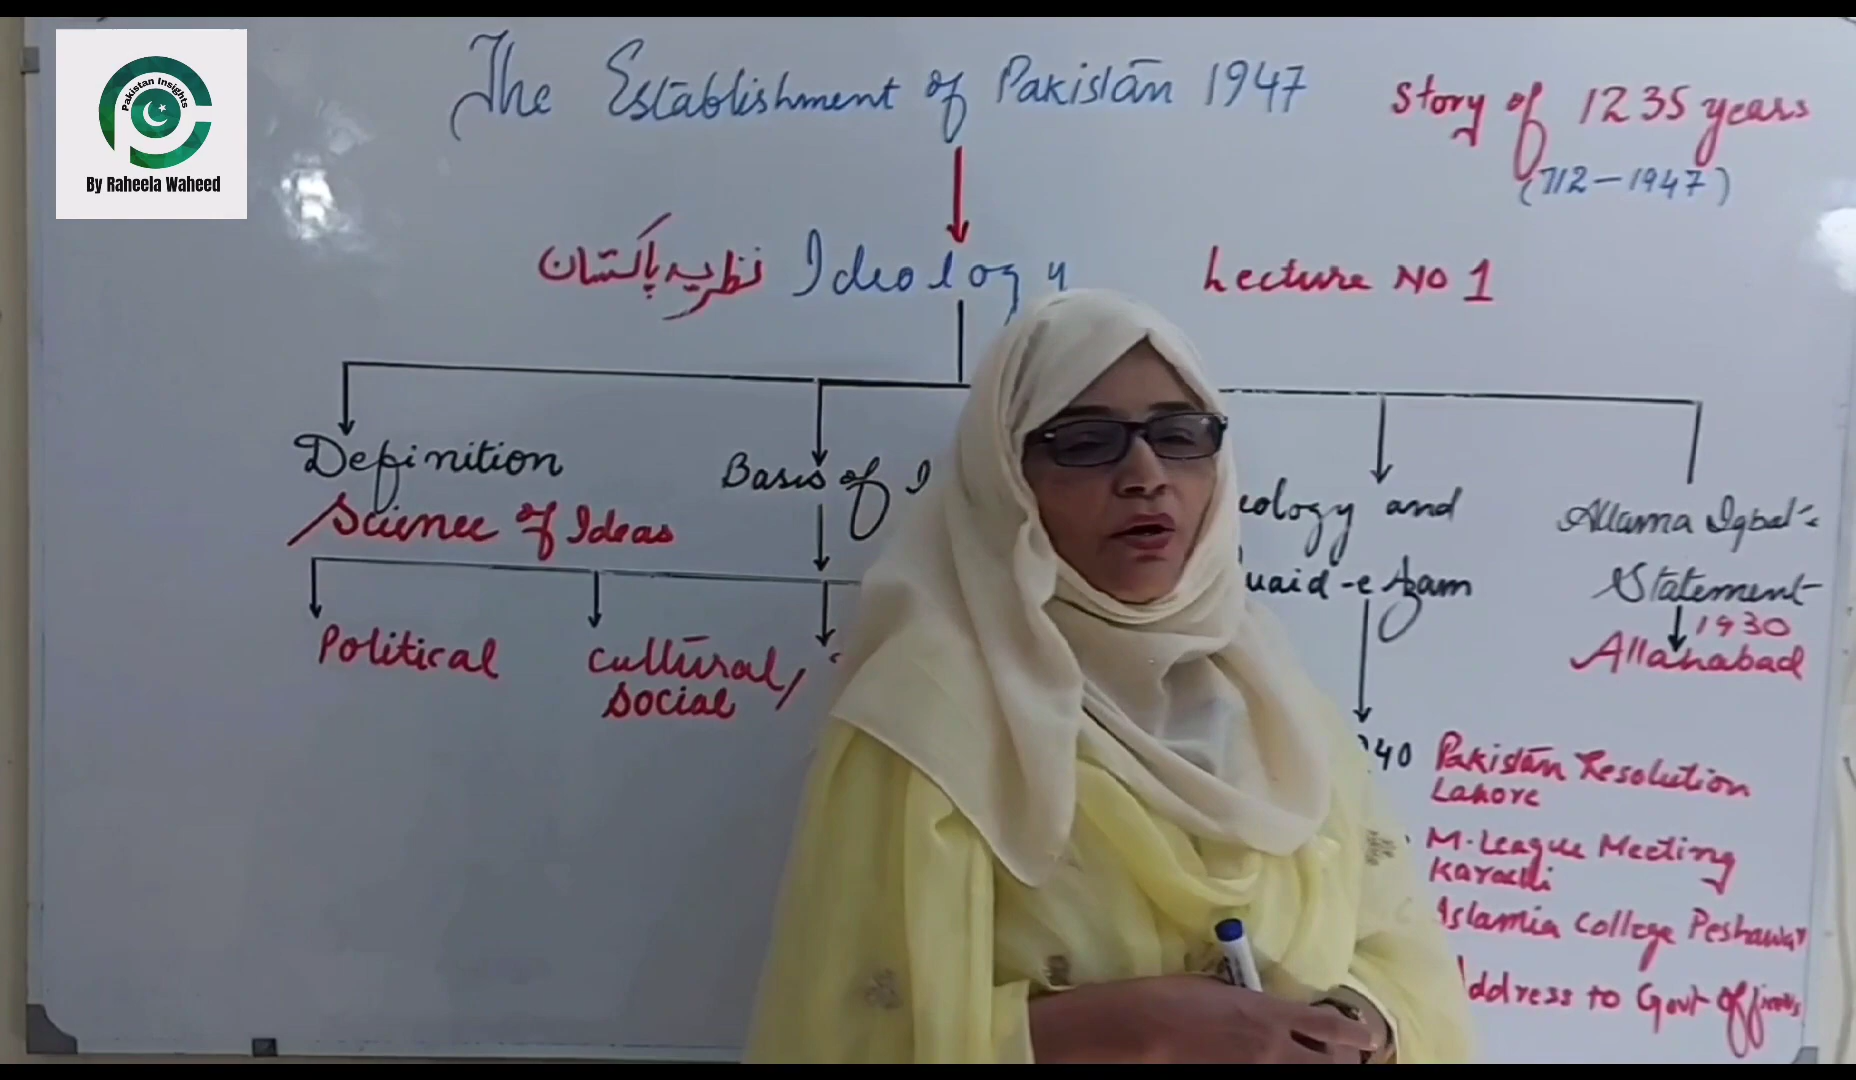 Pakistan Insights
By Raheela Waheed
The Establishment of Pakistan 1947
Story of 1235 years
(712-1947)
نظریہ پاکستان
Ideology
Lecture No 1
Definition
Science of Ideas
Basis of I
eology and
uaid-e Azam
Allama Iqbal's
Statement
1930
Allahabad
Political
cultural/
social
40 Pakistan Resolution
Lahore
M.League Meeting
Karachi
Islamia College Peshawar
ddress to Govt Officers